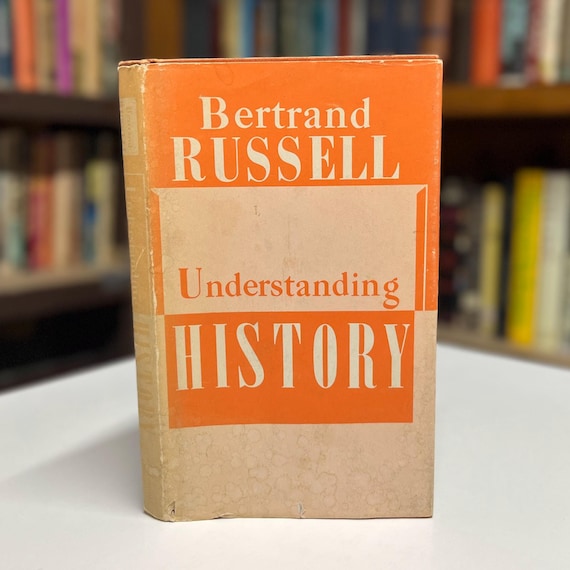 Bertrand
RUSSELL
Understanding
HISTORY